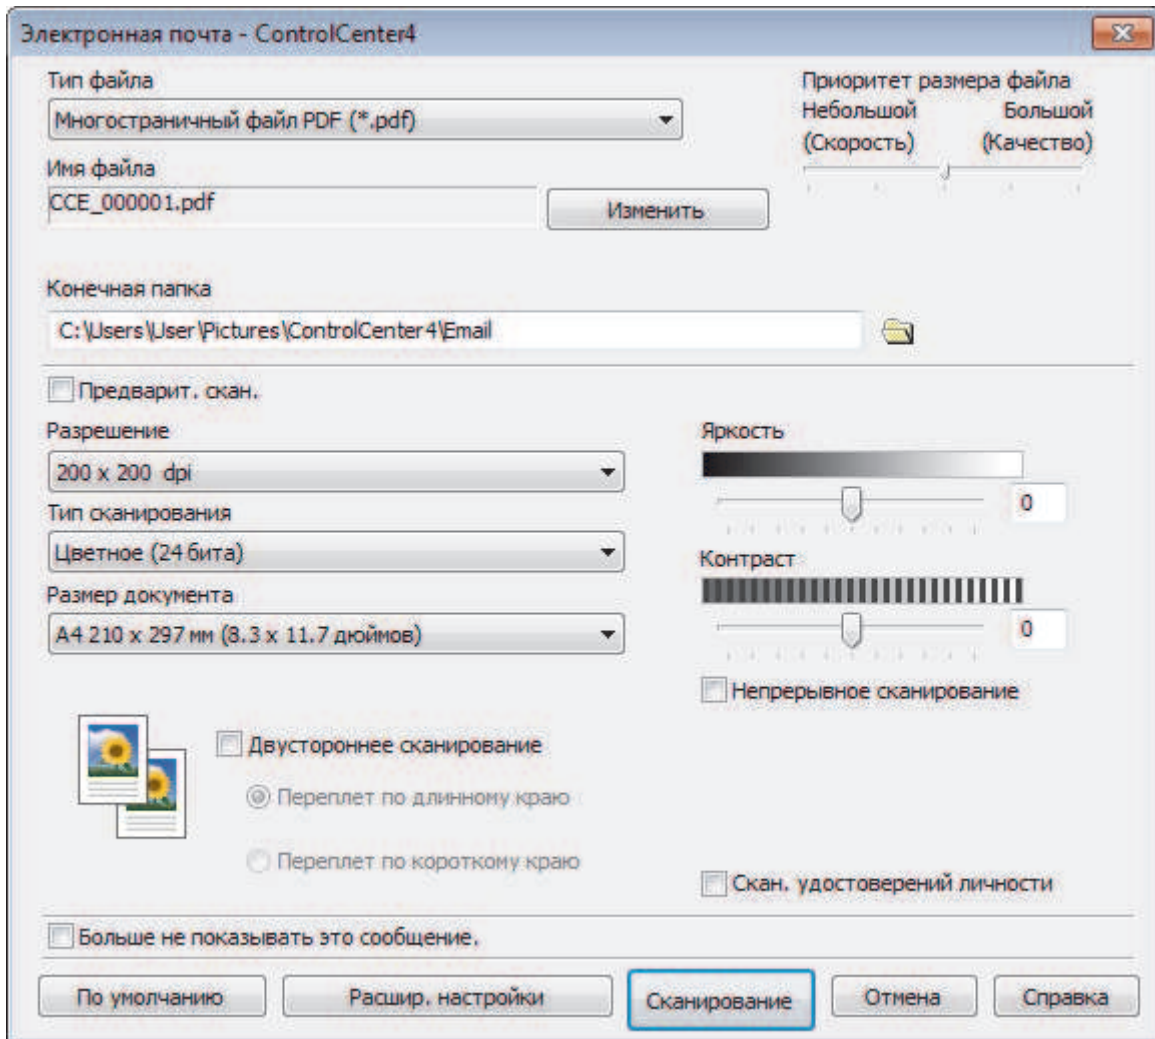 Электронная почта - ControlCenter4
Тип файла
Многостраничный файл PDF (*.pdf)
Приоритет размера файла
Небольшой Большой
(Скорость) (Качество)
Имя файла
CCE_000001.pdf
Изменить
Конечная папка
C:\Users\User\Pictures\ControlCenter4\Email
Предварит. скан.
Разрешение
200 x 200 dpi
Тип сканирования
Цветное (24 бита)
Размер документа
A4 210 x 297 мм (8.3 x 11.7 дюймов)
Яркость
0
Контраст
0
Непрерывное сканирование
Двустороннее сканирование
Переплет по длинному краю
Переплет по короткому краю
Скан. удостоверений личности
Больше не показывать это сообщение.
По умолчанию Расшир. настройки Сканирование Отмена Справка